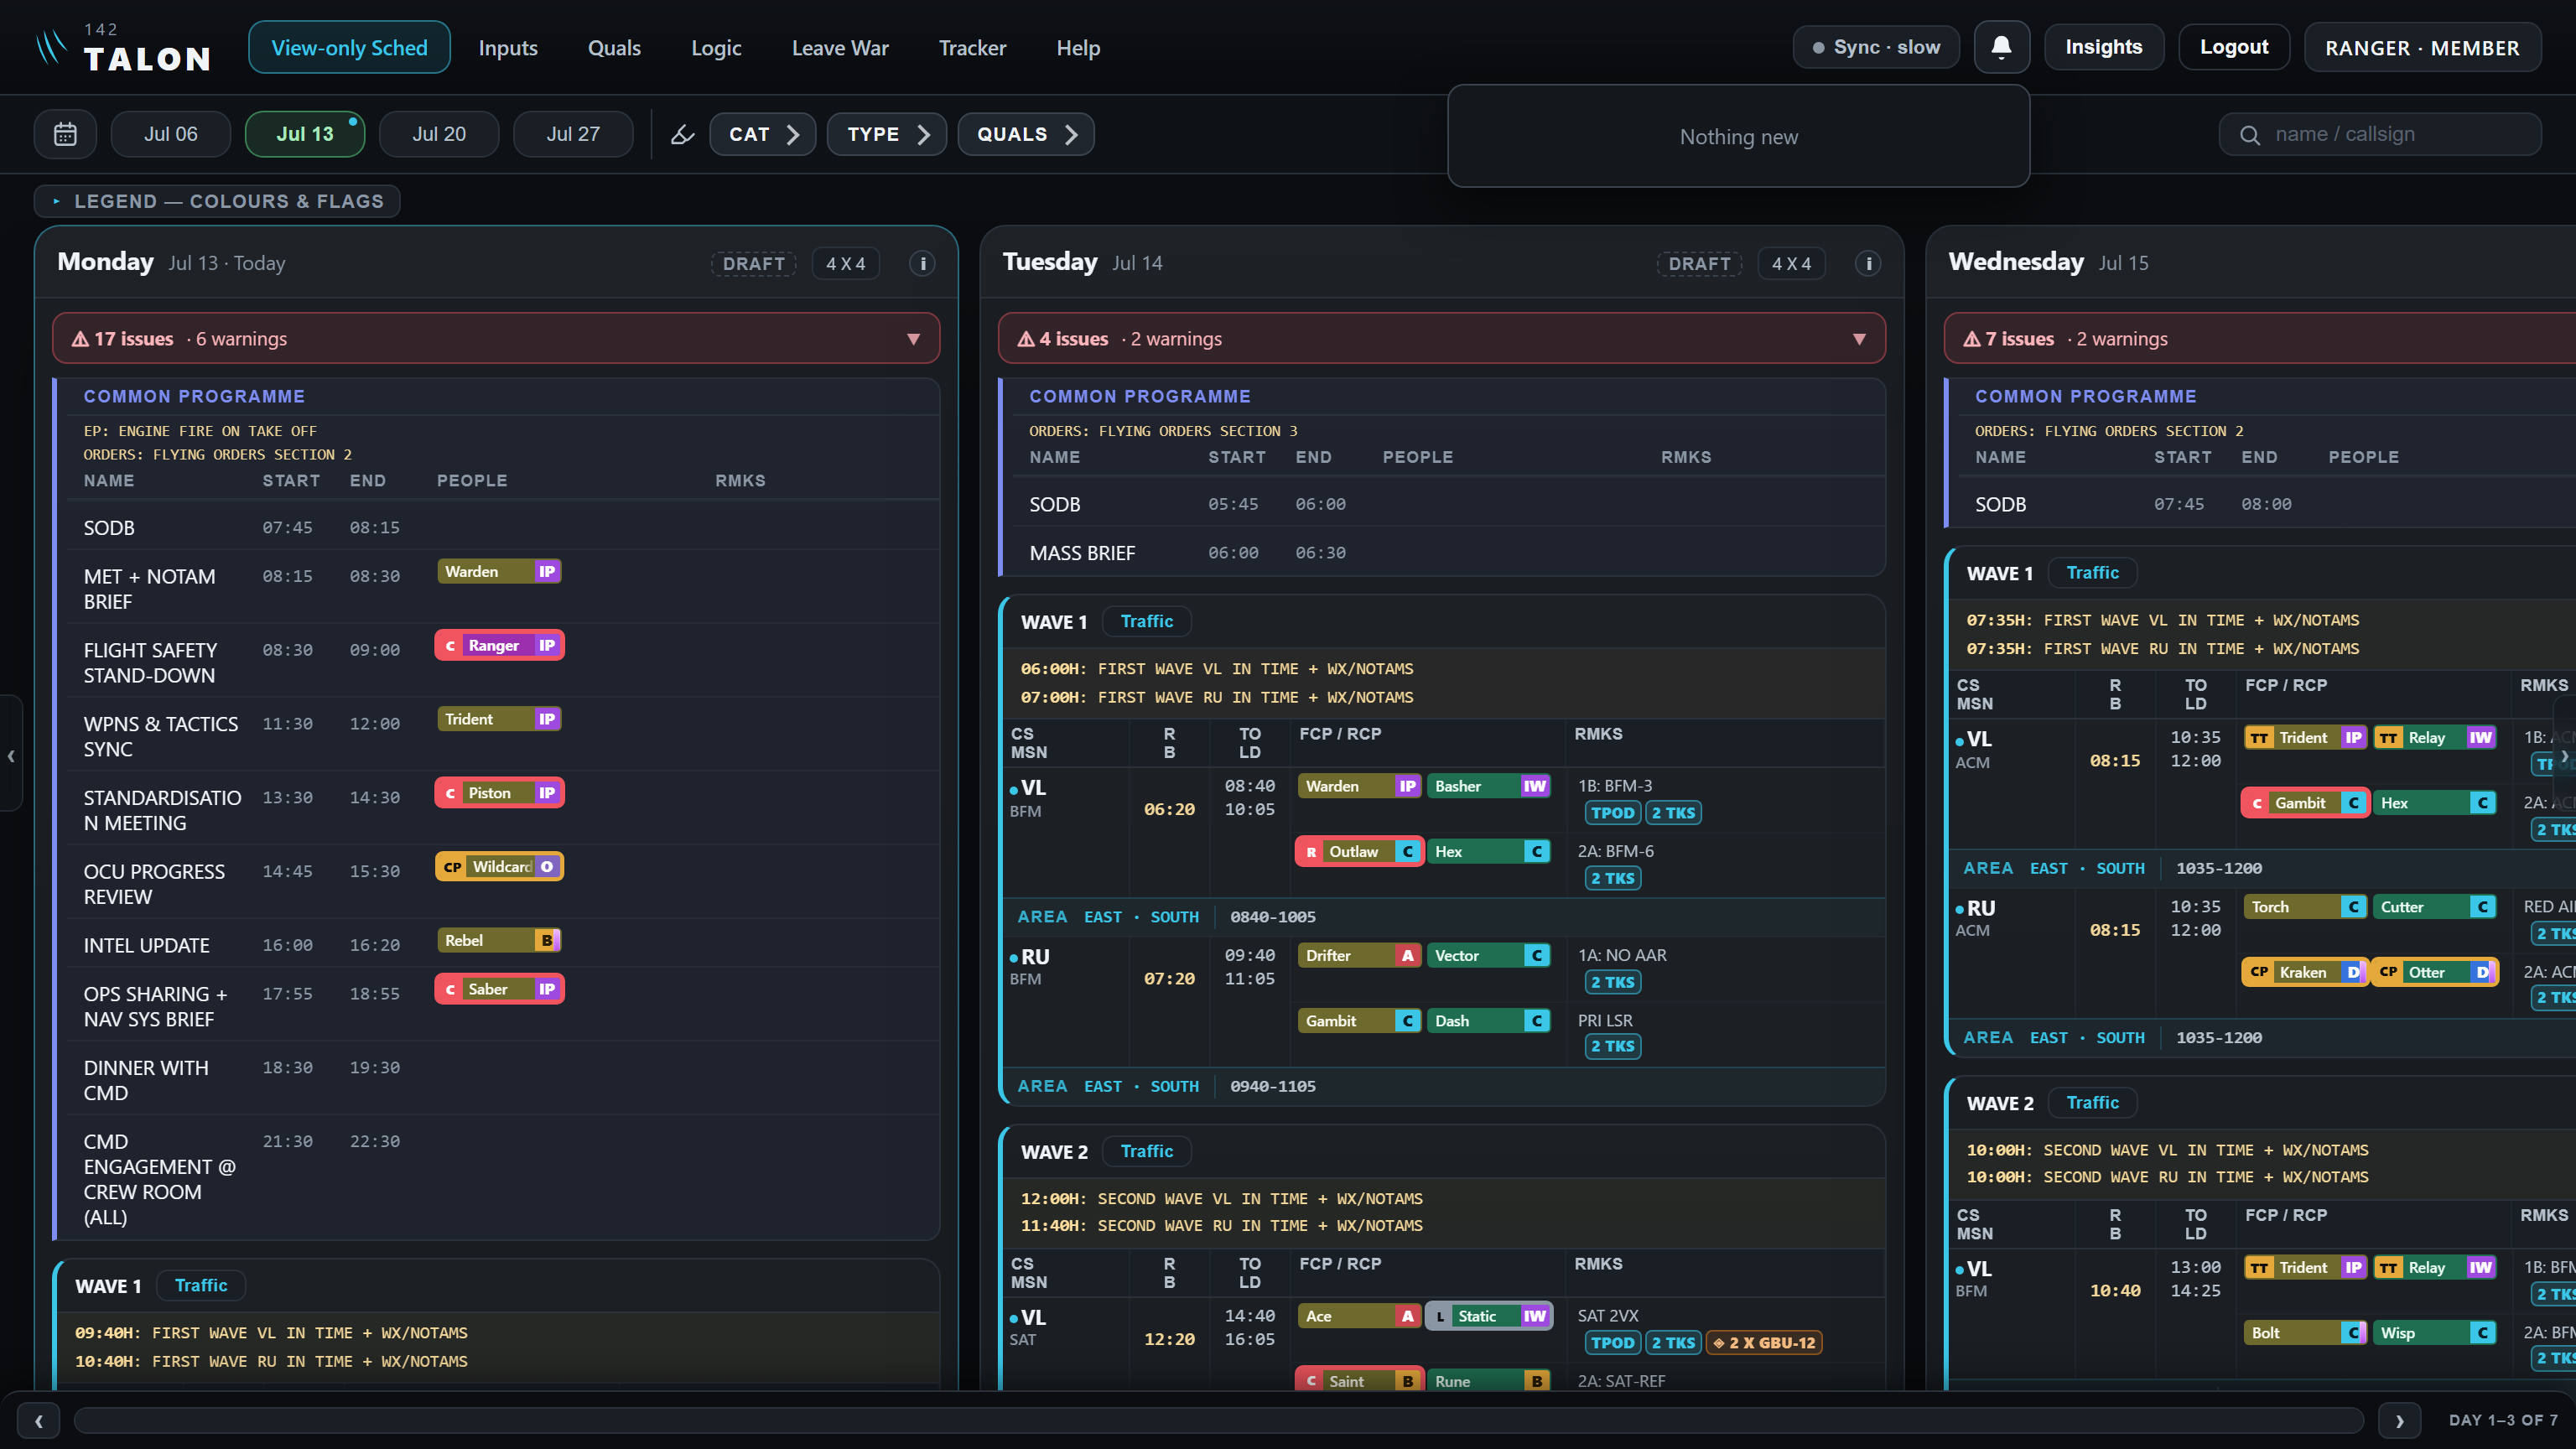 142
TALON
View-only Sched
Inputs
Quals
Logic
Leave War
Tracker
Help
Sync · slow
Insights
Logout
RANGER · MEMBER
Jul 06
Jul 13
Jul 20
Jul 27
CAT
TYPE
QUALS
Nothing new
name / callsign
LEGEND — COLOURS & FLAGS
Monday Jul 13 · Today
DRAFT
4 X 4
i
17 issues · 6 warnings
COMMON PROGRAMME
EP: ENGINE FIRE ON TAKE OFF
ORDERS: FLYING ORDERS SECTION 2
NAME START END PEOPLE RMKS
SODB 07:45 08:15
MET + NOTAM 08:15 08:30 Warden IP
BRIEF
FLIGHT SAFETY 08:30 09:00 C Ranger IP
STAND-DOWN
WPNS & TACTICS 11:30 12:00 Trident IP
SYNC
STANDARDISATIO 13:30 14:30 C Piston IP
N MEETING
OCU PROGRESS 14:45 15:30 CP Wildcard O
REVIEW
INTEL UPDATE 16:00 16:20 Rebel B
OPS SHARING + 17:55 18:55 C Saber IP
NAV SYS BRIEF
DINNER WITH 18:30 19:30
CMD
CMD 21:30 22:30
ENGAGEMENT @
CREW ROOM
(ALL)
WAVE 1 Traffic
09:40H: FIRST WAVE VL IN TIME + WX/NOTAMS
10:40H: FIRST WAVE RU IN TIME + WX/NOTAMS
Tuesday Jul 14
DRAFT
4 X 4
i
4 issues · 2 warnings
COMMON PROGRAMME
ORDERS: FLYING ORDERS SECTION 3
NAME START END PEOPLE RMKS
SODB 05:45 06:00
MASS BRIEF 06:00 06:30
WAVE 1 Traffic
06:00H: FIRST WAVE VL IN TIME + WX/NOTAMS
07:00H: FIRST WAVE RU IN TIME + WX/NOTAMS
CS R TO FCP / RCP RMKS
MSN B LD
VL 08:40 Warden IP Basher IW 1B: BFM-3
BFM 06:20 10:05 TPOD 2 TKS
R Outlaw C Hex C 2A: BFM-6
2 TKS
AREA EAST · SOUTH 0840-1005
RU 09:40 Drifter A Vector C 1A: NO AAR
BFM 07:20 11:05 2 TKS
Gambit C Dash C PRI LSR
2 TKS
AREA EAST · SOUTH 0940-1105
WAVE 2 Traffic
12:00H: SECOND WAVE VL IN TIME + WX/NOTAMS
11:40H: SECOND WAVE RU IN TIME + WX/NOTAMS
CS R TO FCP / RCP RMKS
MSN B LD
VL 14:40 Ace A L Static IW SAT 2VX
SAT 12:20 16:05 TPOD 2 TKS ◈ 2 X GBU-12
C Saint B Rune B 2A: SAT-REF
Wednesday Jul 15
7 issues · 2 warnings
COMMON PROGRAMME
ORDERS: FLYING ORDERS SECTION 2
NAME START END PEOPLE
SODB 07:45 08:00
WAVE 1 Traffic
07:35H: FIRST WAVE VL IN TIME + WX/NOTAMS
07:35H: FIRST WAVE RU IN TIME + WX/NOTAMS
CS R TO FCP / RCP RMKS
MSN B LD
VL 10:35 TT Trident IP TT Relay IW 1B:
ACM 08:15 12:00
C Gambit C Hex C 2A:
2 TKS
AREA EAST · SOUTH 1035-1200
RU 10:35 Torch C Cutter C RED
ACM 08:15 12:00 2 TKS
CP Kraken D CP Otter D 2A:
2 TKS
AREA EAST · SOUTH 1035-1200
WAVE 2 Traffic
10:00H: SECOND WAVE VL IN TIME + WX/NOTAMS
10:00H: SECOND WAVE RU IN TIME + WX/NOTAMS
CS R TO FCP / RCP RMKS
MSN B LD
VL 13:00 TT Trident IP TT Relay IW 1B:
BFM 10:40 14:25 2 TKS
Bolt C Wisp C 2A:
2 TKS
DAY 1–3 OF 7